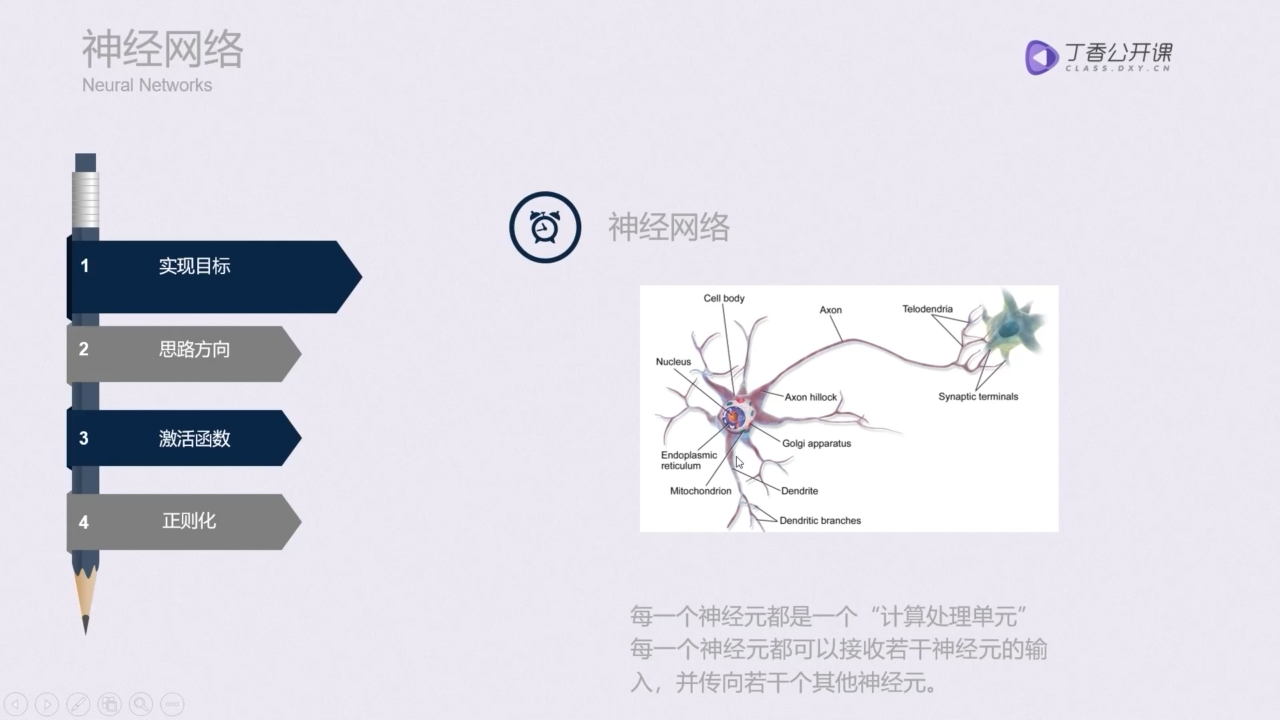 神经网络
Neural Networks
丁香公开课
CLASS.DXY.CN
1 实现目标
2 思路方向
3 激活函数
4 正则化
神经网络
Cell body
Axon
Telodendria
Nucleus
Axon hillock
Synaptic terminals
Golgi apparatus
Endoplasmic
reticulum
Mitochondrion
Dendrite
Dendritic branches
每一个神经元都是一个“计算处理单元”
每一个神经元都可以接收若干神经元的输
入，并传向若干个其他神经元。